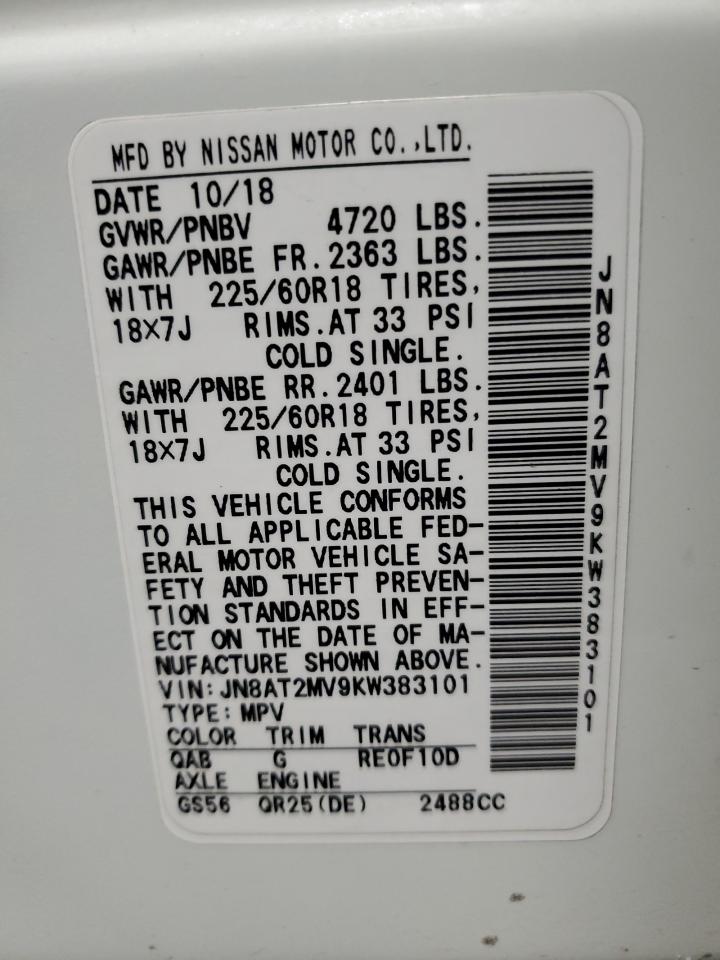 MFD BY NISSAN MOTOR CO.,LTD.
DATE 10/18
GVWR/PNBV 4720 LBS.
GAWR/PNBE FR.2363 LBS.
WITH 225/60R18 TIRES,
18X7J RIMS.AT 33 PSI
COLD SINGLE.
GAWR/PNBE RR.2401 LBS.
WITH 225/60R18 TIRES,
18X7J RIMS.AT 33 PSI
COLD SINGLE.
THIS VEHICLE CONFORMS
TO ALL APPLICABLE FED-
ERAL MOTOR VEHICLE SA-
FETY AND THEFT PREVEN-
TION STANDARDS IN EFF-
ECT ON THE DATE OF MA-
NUFACTURE SHOWN ABOVE.
VIN:JN8AT2MV9KW383101
TYPE:MPV
COLOR TRIM TRANS
QAB G RE0F10D
AXLE ENGINE
GS56 QR25(DE) 2488CC
JN8AT2MV9KW383101